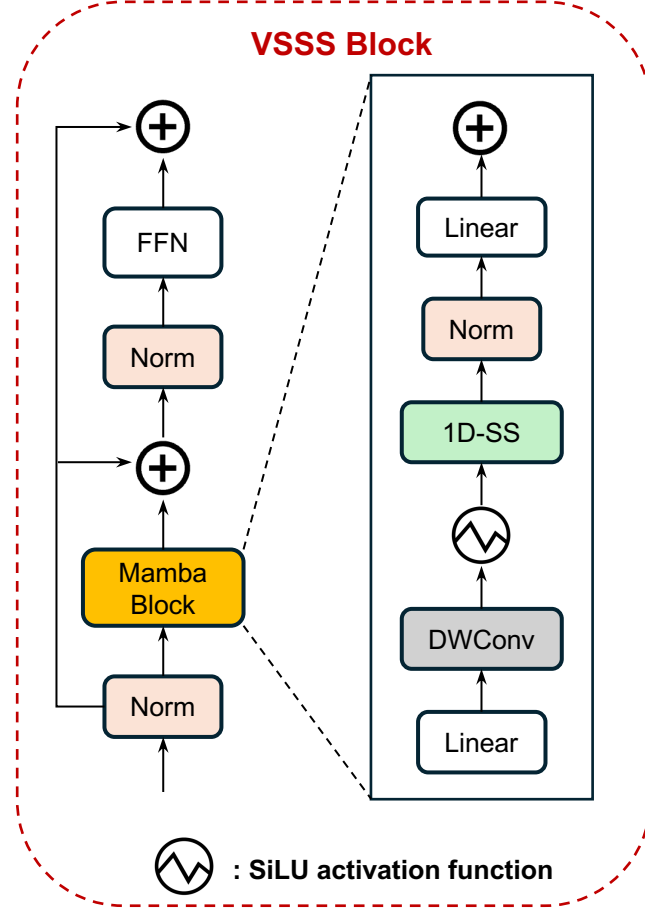 VSSS Block
FFN
Norm
Mamba
Block
Norm
Linear
Norm
1D-SS
DWConv
Linear
: SiLU activation function